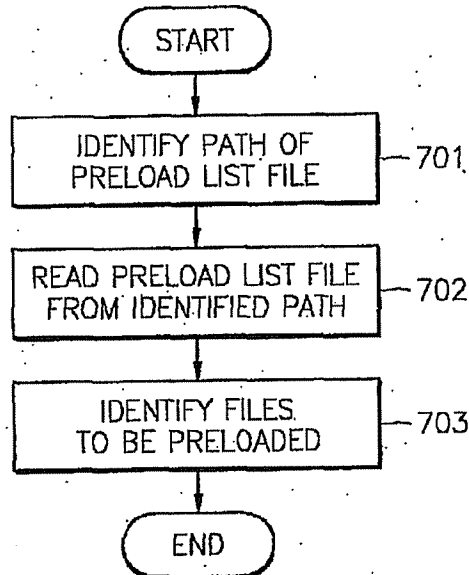 START
IDENTIFY PATH OF
PRELOAD LIST FILE
701
READ PRELOAD LIST FILE
FROM IDENTIFIED PATH
702
IDENTIFY FILES
TO BE PRELOADED
703
END